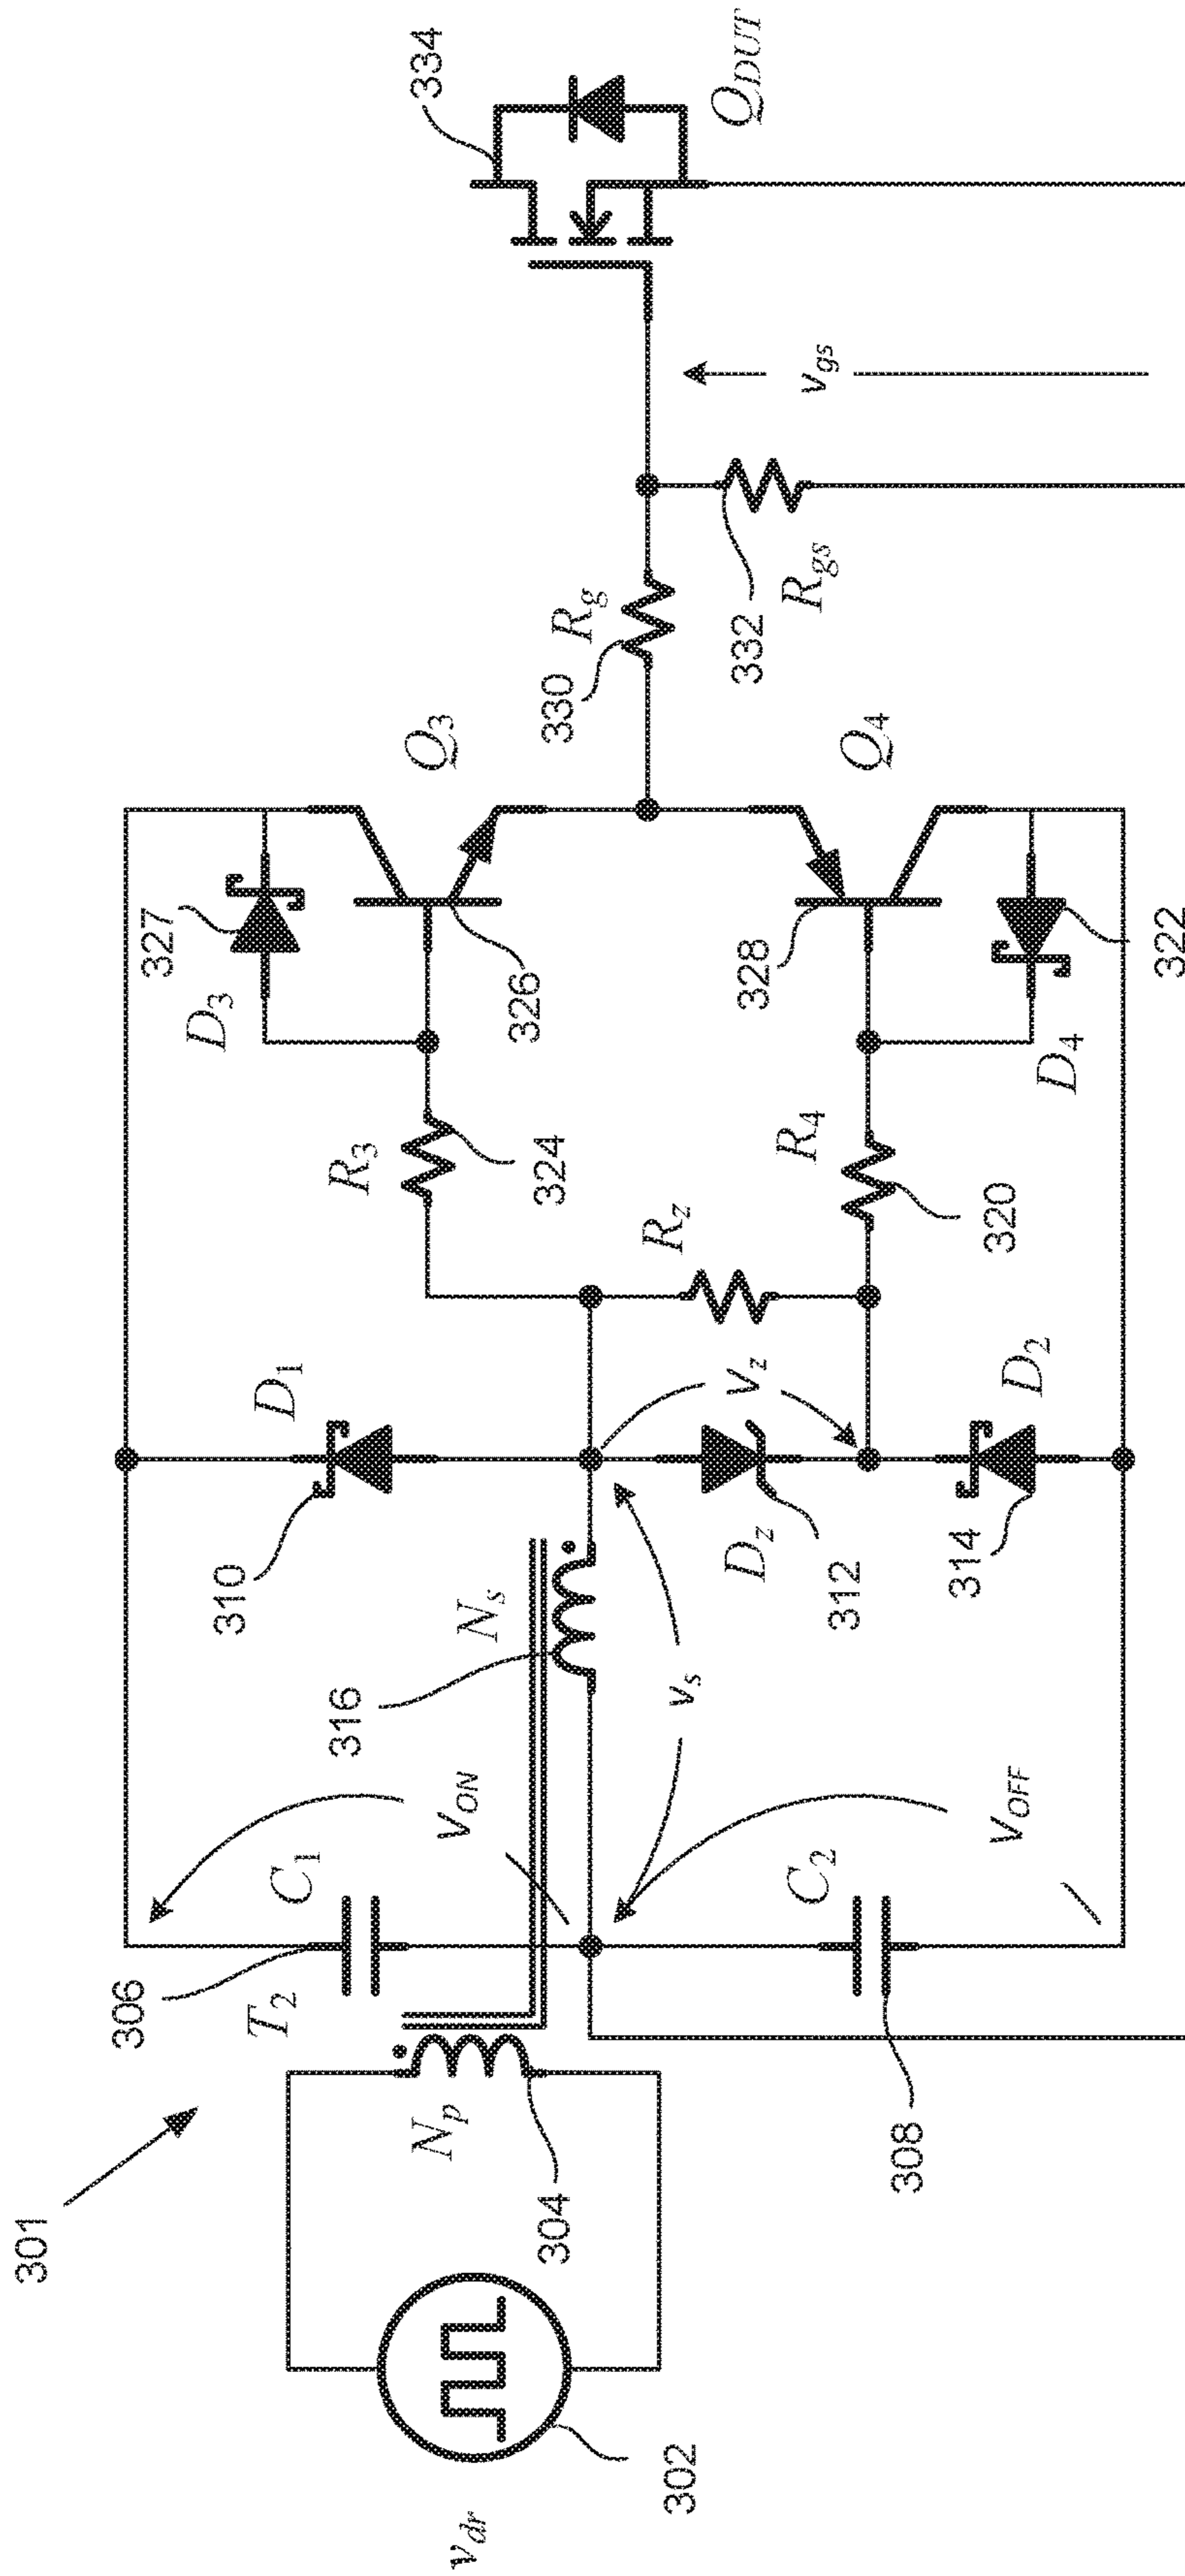 301
v_dr
302
304
N_p
T_2
306
C_1
V_ON
308
C_2
V_OFF
316
N_s
v_s
310
D_1
D_z
312
V_z
314
D_2
R_z
R_3
324
R_4
320
D_3
327
326
Q_3
328
Q_4
D_4
322
330
R_g
332
R_gs
v_gs
334
Q_DUT